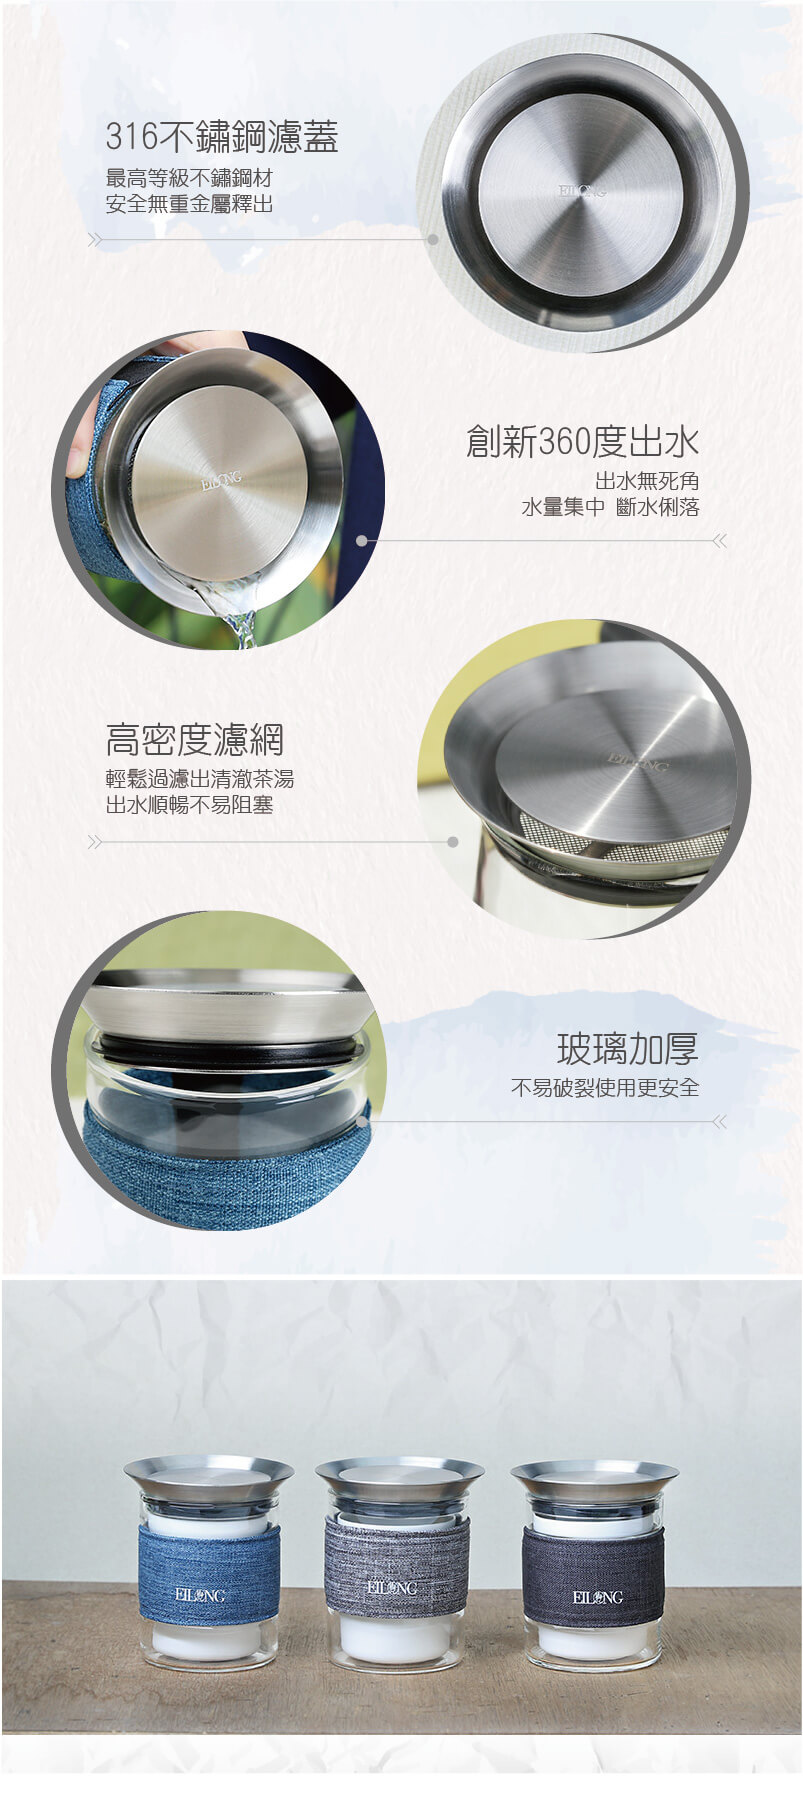 316不鏽鋼濾蓋
最高等級不鏽鋼材
安全無重金屬釋出
EILONG
創新360度出水
出水無死角
水量集中 斷水俐落
EILONG
高密度濾網
輕鬆過濾出清澈茶湯
出水順暢不易阻塞
EILONG
玻璃加厚
不易破裂使用更安全
EILONG
EILONG
EILONG